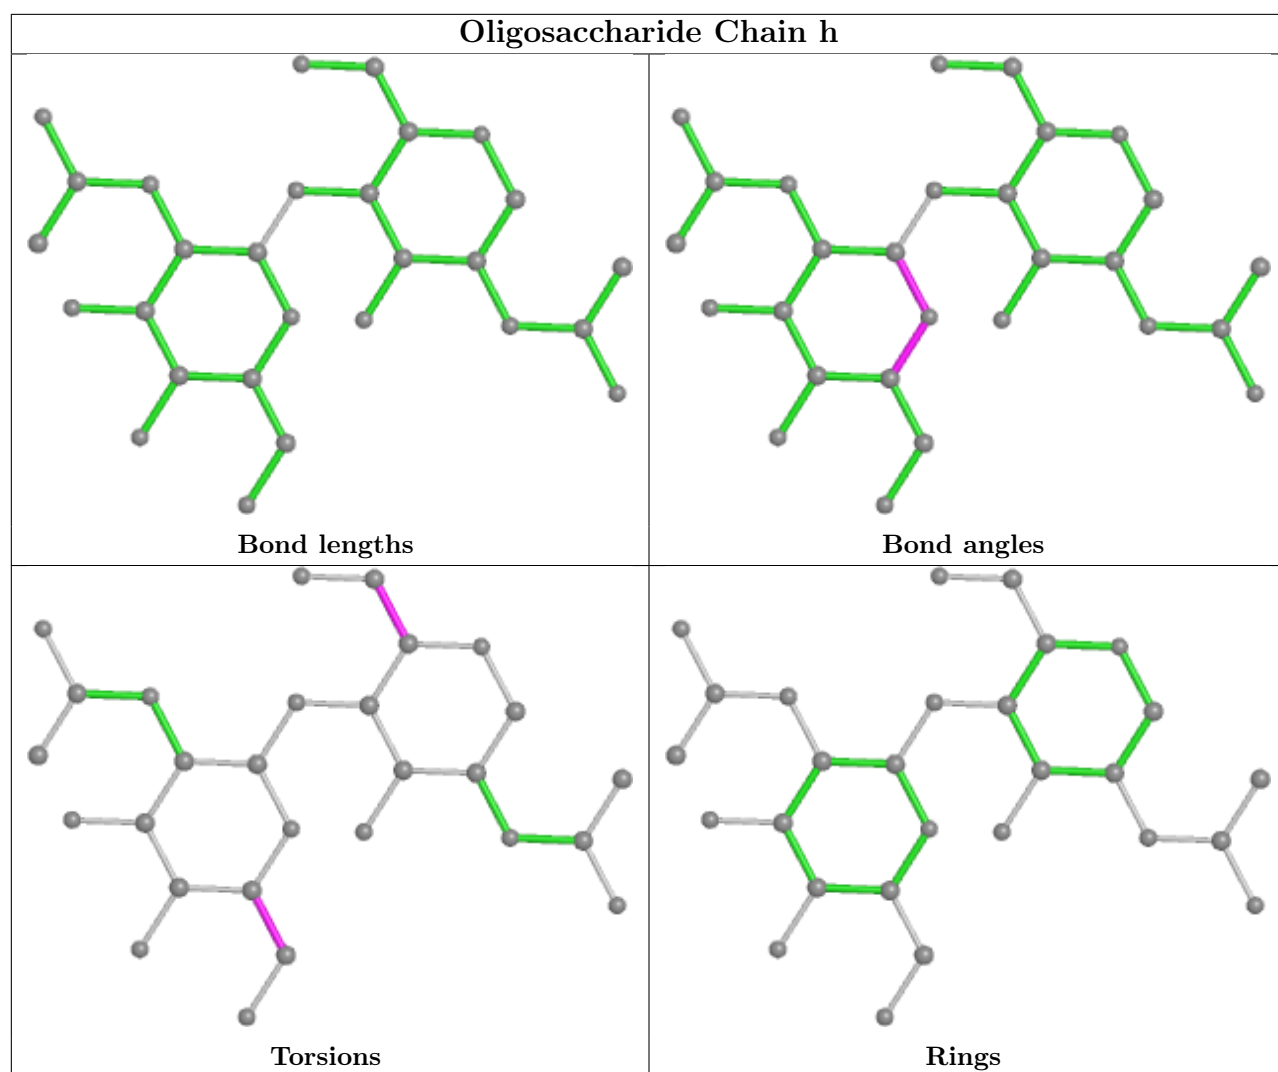 Oligosaccharide Chain h
Bond lengths
Bond angles
Torsions
Rings